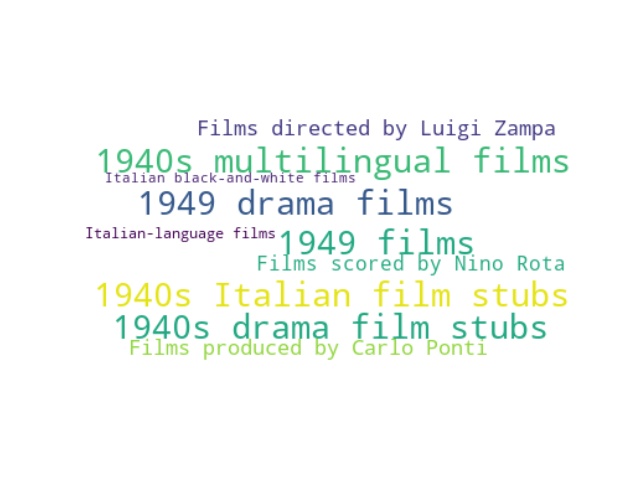 Films directed by Luigi Zampa
1940s multilingual films
Italian black-and-white films
1949 drama films
Italian-language films
1949 films
Films scored by Nino Rota
1940s Italian film stubs
1940s drama film stubs
Films produced by Carlo Ponti